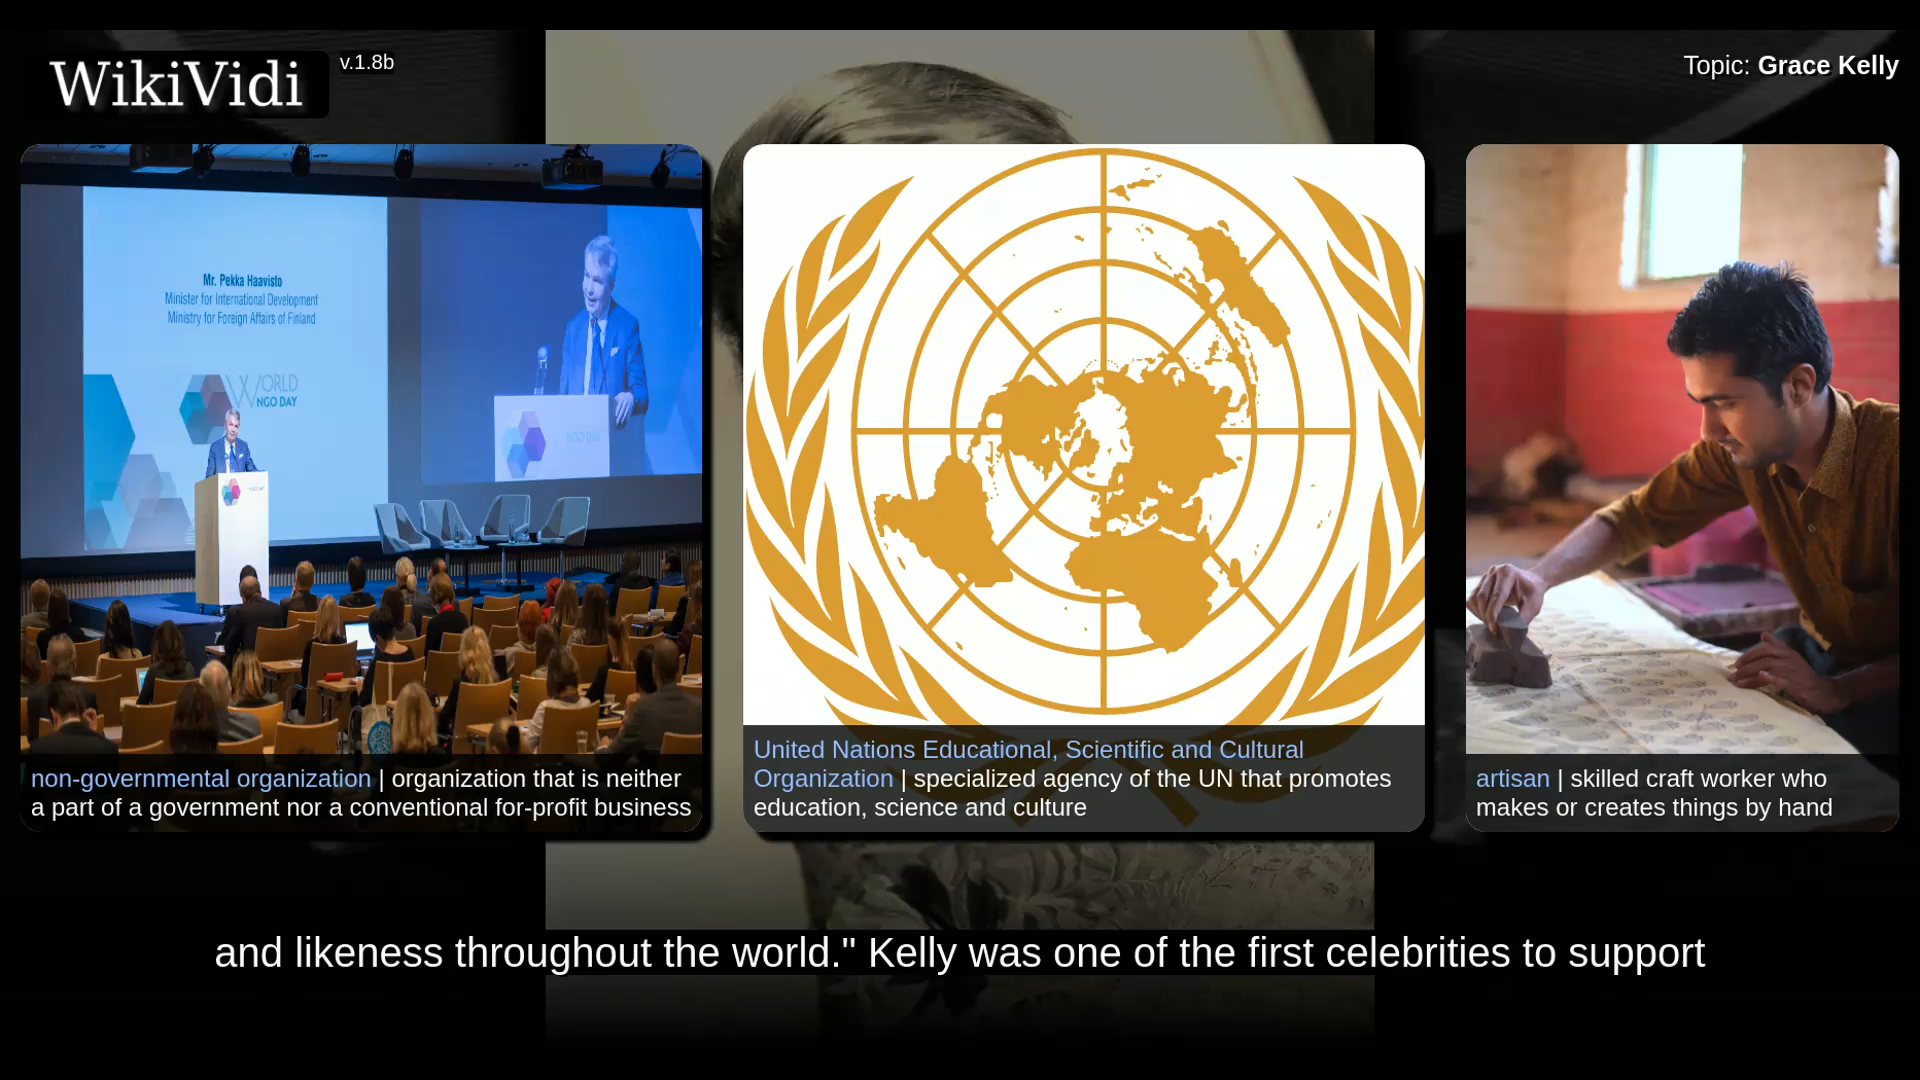 WikiVidi
v.1.8b
Topic: Grace Kelly
Mr. Pekka Haavisto
Minister for International Development
Ministry for Foreign Affairs of Finland
WORLD
NGO DAY
non-governmental organization | organization that is neither
a part of a government nor a conventional for-profit business
United Nations Educational, Scientific and Cultural
Organization | specialized agency of the UN that promotes
education, science and culture
artisan | skilled craft worker who
makes or creates things by hand
and likeness throughout the world." Kelly was one of the first celebrities to support